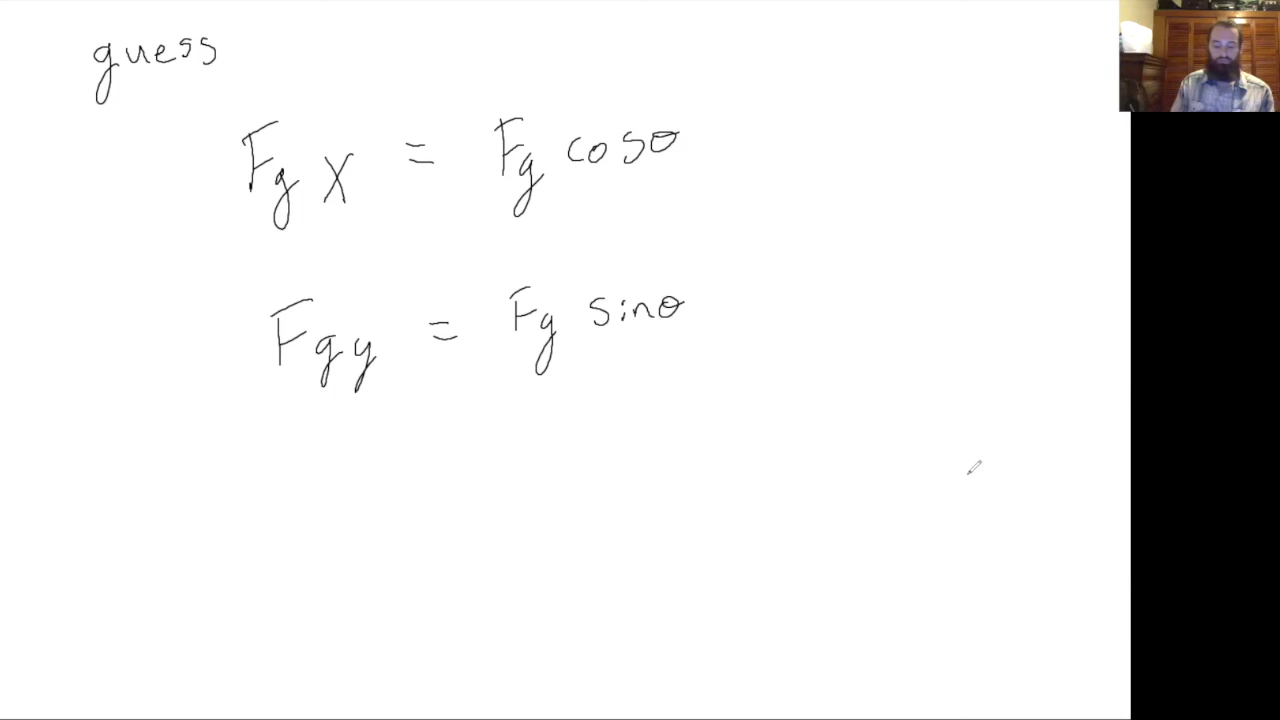 guess
Fg X = Fg cosθ
Fgy = Fg sinθ